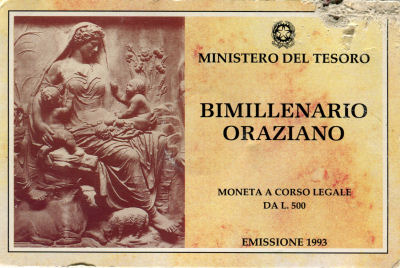 MINISTERO DEL TESORO
BIMILLENARIO
ORAZIANO
MONETA A CORSO LEGALE
DA L. 500
EMISSIONE 1993